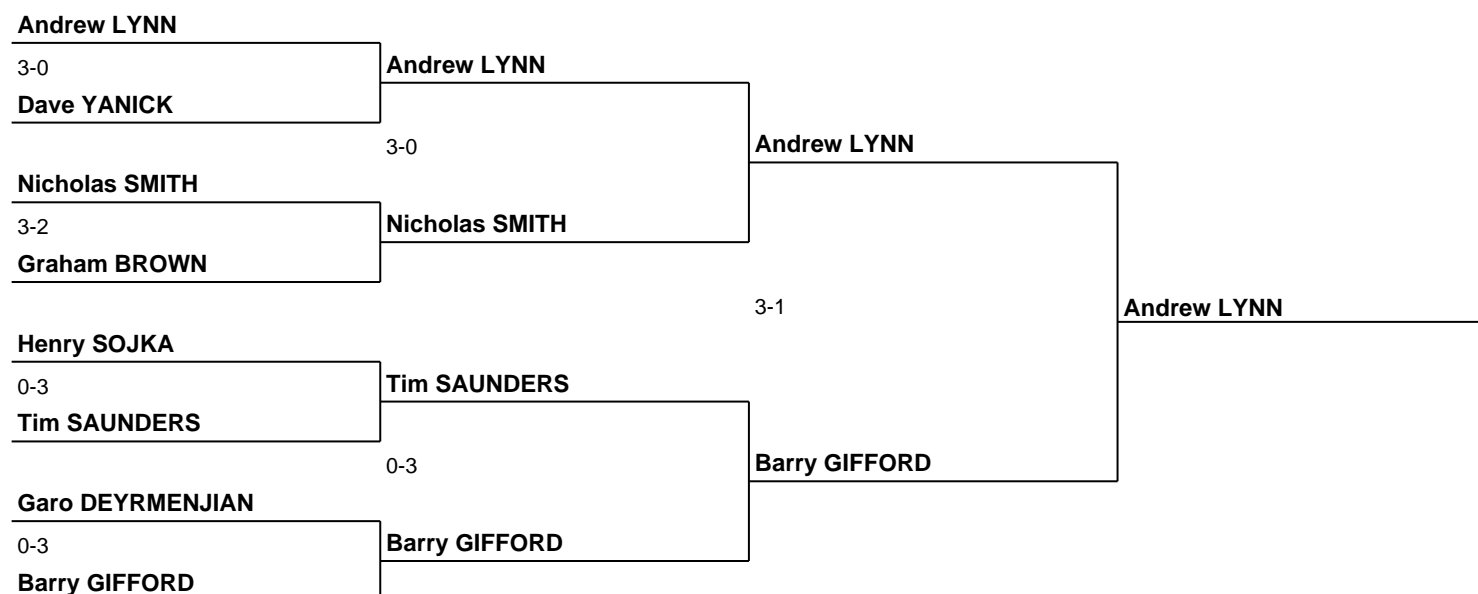 Andrew LYNN
3-0
Andrew LYNN
Dave YANICK
3-0
Andrew LYNN
Nicholas SMITH
3-2
Nicholas SMITH
Graham BROWN
3-1
Andrew LYNN
Henry SOJKA
0-3
Tim SAUNDERS
Tim SAUNDERS
0-3
Barry GIFFORD
Garo DEYRMENJIAN
0-3
Barry GIFFORD
Barry GIFFORD